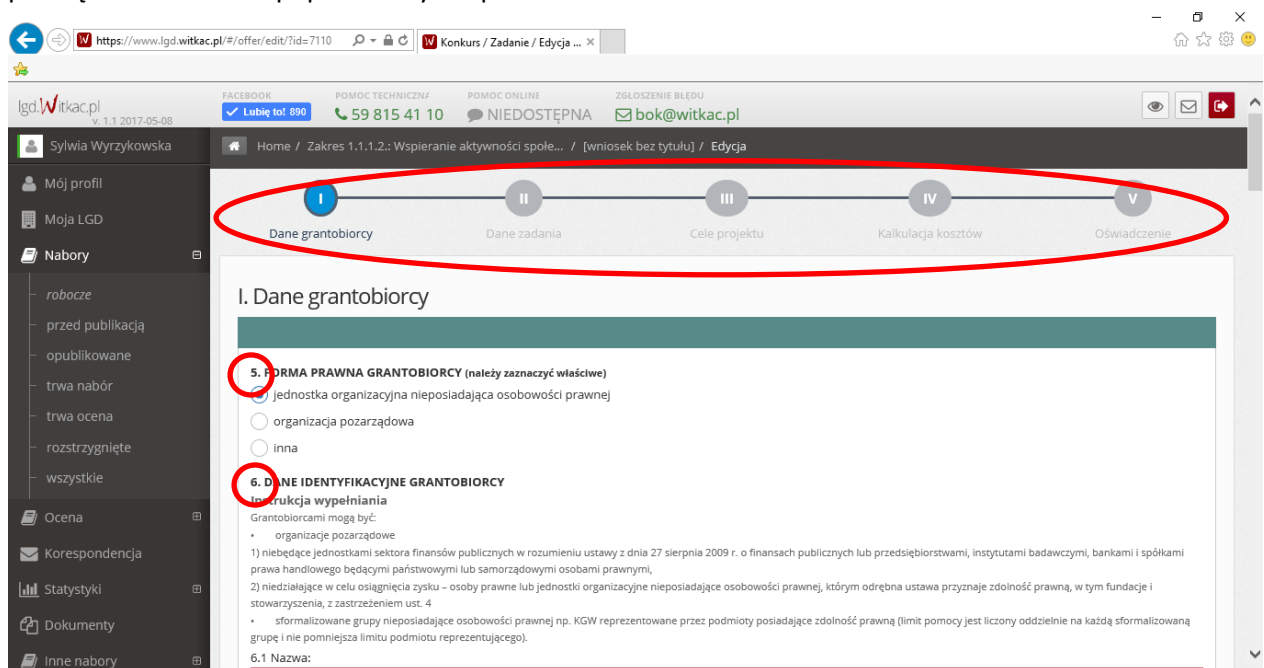 https://www.lgd.witkac.pl/#/offer/edit/?id=7110
Konkurs / Zadanie / Edycja ...
lgd.Witkac.pl
v. 1.1 2017-05-08
FACEBOOK
Lubię to! 890
POMOC TECHNICZNA
59 815 41 10
POMOC ONLINE
NIEDOSTĘPNA
ZGŁOSZENIE BŁĘDU
bok@witkac.pl
Sylwia Wyrzykowska
Home / Zakres 1.1.1.2.: Wspieranie aktywności społe... / [wniosek bez tytułu] / Edycja
Mój profil
Moja LGD
Nabory
robocze
przed publikacją
opublikowane
trwa nabór
trwa ocena
rozstrzygnięte
wszystkie
Ocena
Korespondencja
Statystyki
Dokumenty
Inne nabory
I
II
III
IV
V
Dane grantobiorcy
Dane zadania
Cele projektu
Kalkulacja kosztów
Oświadczenie
I. Dane grantobiorcy
5. FORMA PRAWNA GRANTOBIORCY (należy zaznaczyć właściwe)
jednostka organizacyjna nieposiadająca osobowości prawnej
organizacja pozarządowa
inna
6. DANE IDENTYFIKACYJNE GRANTOBIORCY
Instrukcja wypełniania
Grantobiorcami mogą być:
• organizacje pozarządowe
1) niebędące jednostkami sektora finansów publicznych w rozumieniu ustawy z dnia 27 sierpnia 2009 r. o finansach publicznych lub przedsiębiorstwami, instytutami badawczymi, bankami i spółkami
prawa handlowego będącymi państwowymi lub samorządowymi osobami prawnymi,
2) niedziałające w celu osiągnięcia zysku – osoby prawne lub jednostki organizacyjne nieposiadające osobowości prawnej, którym odrębna ustawa przyznaje zdolność prawną, w tym fundacje i
stowarzyszenia, z zastrzeżeniem ust. 4
• sformalizowane grupy nieposiadające osobowości prawnej np. KGW reprezentowane przez podmioty posiadające zdolność prawną (limit pomocy jest liczony oddzielnie na każdą sformalizowaną
grupę i nie pomniejsza limitu podmiotu reprezentującego).
6.1 Nazwa: